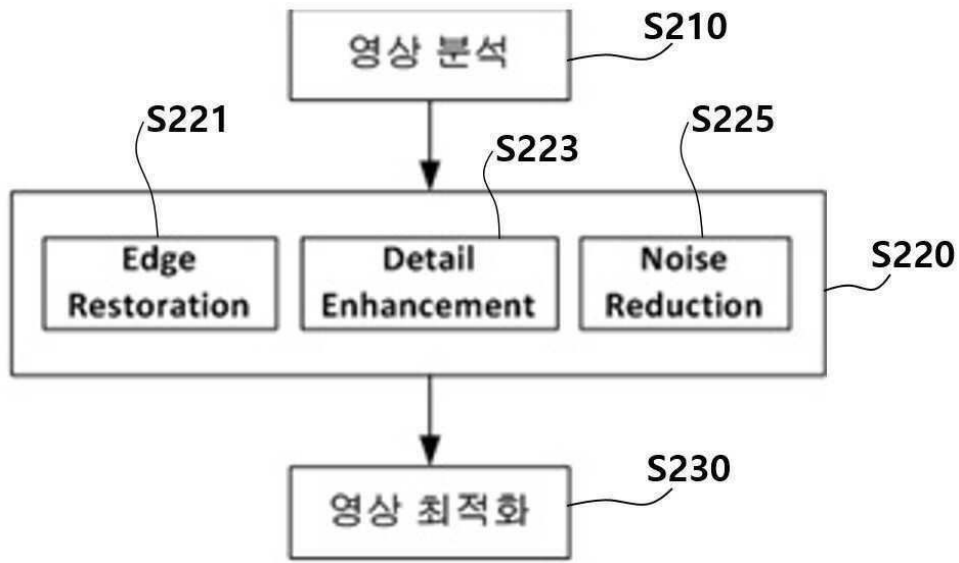 S210
영상 분석
S221
S223
S225
Edge
Restoration
Detail
Enhancement
Noise
Reduction
S220
S230
영상 최적화